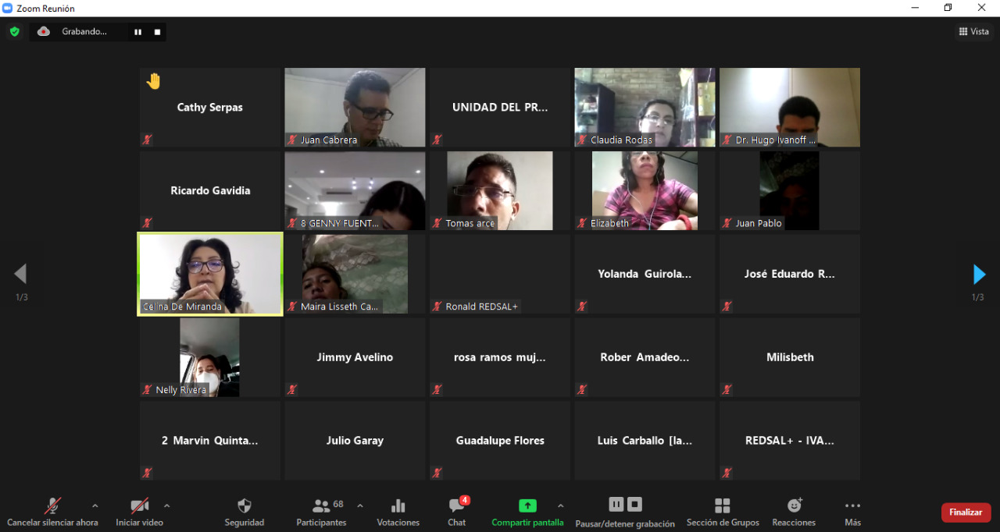 Zoom Reunión
Grabando...
Vista
Cathy Serpas
Juan Cabrera
UNIDAD DEL PR...
Claudia Rodas
Dr. Hugo Ivanoff ...
Ricardo Gavidia
8 GENNY FUENT...
Tomas arce
Elizabeth
Juan Pablo
Celina De Miranda
Maira Lisseth Ca...
Ronald REDSAL+
Yolanda Guirola...
José Eduardo R...
1/3
1/3
Nelly Rivera
Jimmy Avelino
rosa ramos muj...
Rober Amadeo...
Milisbeth
2 Marvin Quinta...
Julio Garay
Guadalupe Flores
Luis Carballo [la...
REDSAL+ - IVA...
Cancelar silenciar ahora
Iniciar video
Seguridad
68
Participantes
Votaciones
4
Chat
Compartir pantalla
Pausar/detener grabación
Sección de Grupos
Reacciones
Más
Finalizar